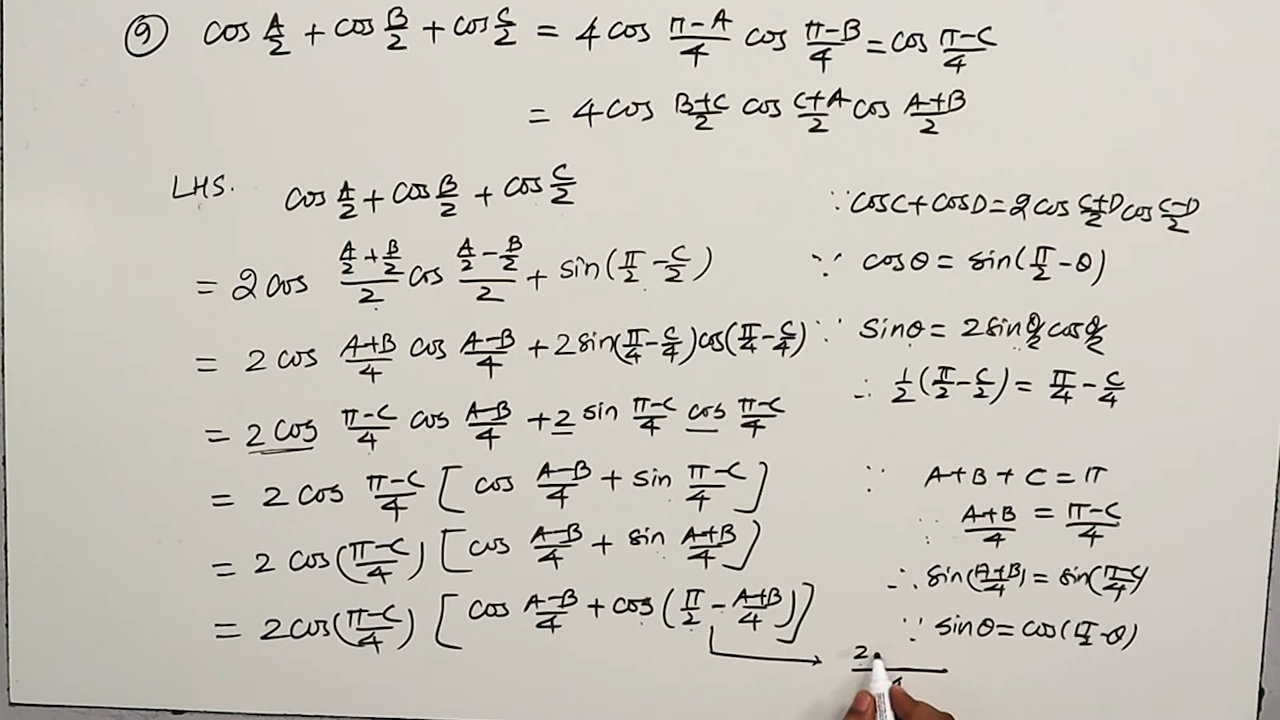 ⑨ cos A/2 + cos B/2 + cos C/2 = 4 cos π-A/4 cos π-B/4 = cos π-C/4
= 4 cos B+C/2 cos C+A/2 cos A+B/2
LHS. cos A/2 + cos B/2 + cos C/2
∵ cosC + cosD = 2 cos C+D/2 cos C-D/2
= 2 cos (A/2 + B/2)/2 cos (A/2 - B/2)/2 + sin(π/2 - C/2)
∵ cosθ = sin(π/2 - θ)
= 2 cos A+B/4 cos A-B/4 + 2 sin(π/4 - C/4) cos(π/4 - C/4)
∵ Sinθ = 2 sin θ/2 cos θ/2
∴ 1/2 (π/2 - C/2) = π/4 - C/4
= 2 cos π-C/4 cos A-B/4 + 2 sin π-C/4 cos π-C/4
= 2 cos π-C/4 [ cos A-B/4 + sin π-C/4 ]
∵ A + B + C = π
∵ A+B/4 = π-C/4
= 2 cos(π-C/4) [ cos A-B/4 + sin A+B/4 ]
∴ sin(A+B/4) = sin(π-C/4)
= 2 cos(π-C/4) [ cos A-B/4 + cos (π/2 - A+B/4) ]
∵ sinθ = cos(π/2 - θ)
2